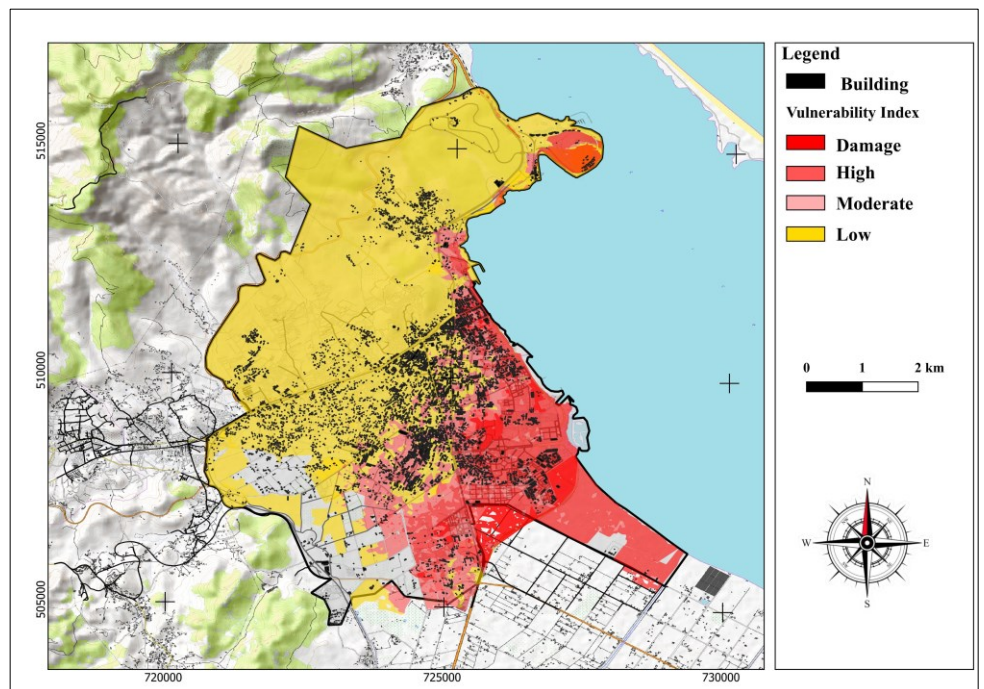 Legend
Building
Vulnerability Index
Damage
High
Moderate
Low
0 1 2 km
N
W E
S
515000
510000
505000
720000 725000 730000